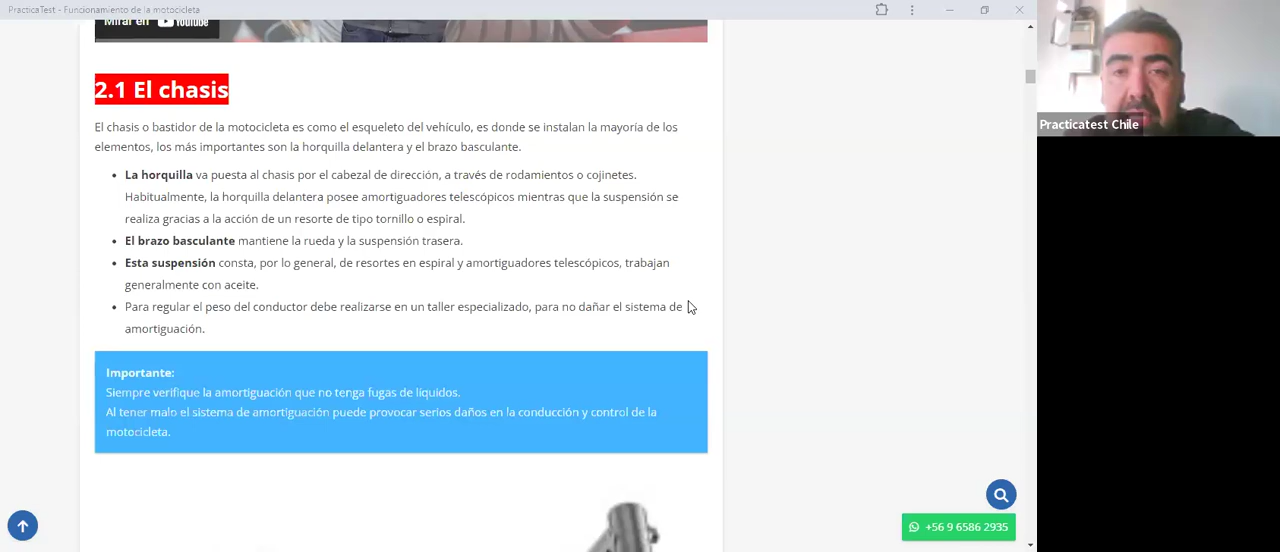 PracticaTest - Funcionamiento de la motocicleta
Mirar en YouTube
2.1 El chasis
El chasis o bastidor de la motocicleta es como el esqueleto del vehículo, es donde se instalan la mayoría de los
elementos, los más importantes son la horquilla delantera y el brazo basculante.
• La horquilla va puesta al chasis por el cabezal de dirección, a través de rodamientos o cojinetes.
Habitualmente, la horquilla delantera posee amortiguadores telescópicos mientras que la suspensión se
realiza gracias a la acción de un resorte de tipo tornillo o espiral.
• El brazo basculante mantiene la rueda y la suspensión trasera.
• Esta suspensión consta, por lo general, de resortes en espiral y amortiguadores telescópicos, trabajan
generalmente con aceite.
• Para regular el peso del conductor debe realizarse en un taller especializado, para no dañar el sistema de
amortiguación.
Importante:
Siempre verifique la amortiguación que no tenga fugas de líquidos.
Al tener malo el sistema de amortiguación puede provocar serios daños en la conducción y control de la
motocicleta.
+56 9 6586 2935
Practicatest Chile